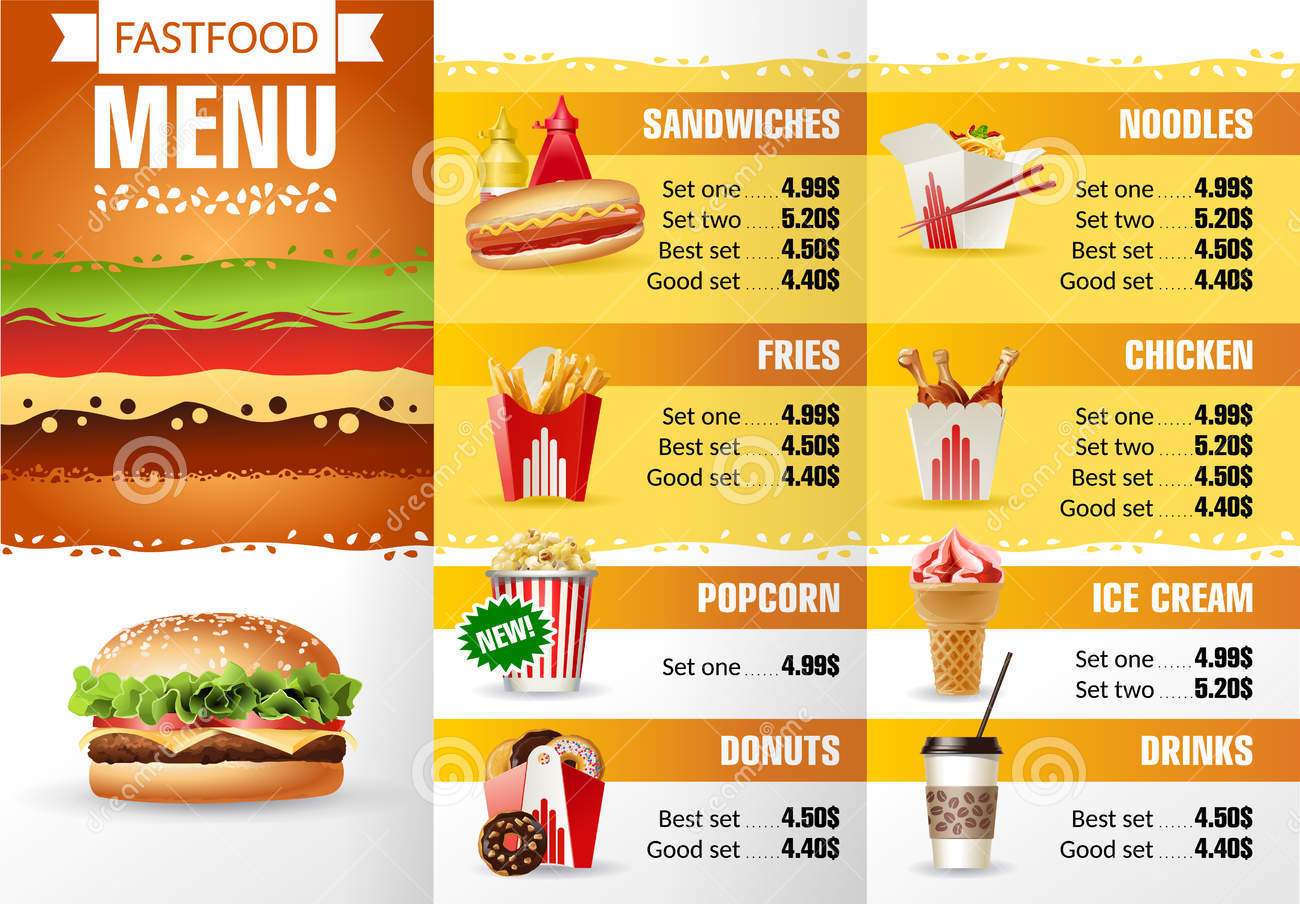 FASTFOOD
MENU
SANDWICHES
Set one ..... 4.99$
Set two ..... 5.20$
Best set ...... 4.50$
Good set ...... 4.40$
FRIES
Set one ..... 4.99$
Best set ...... 4.50$
Good set ...... 4.40$
POPCORN
NEW!
Set one ..... 4.99$
DONUTS
Best set ...... 4.50$
Good set ...... 4.40$
NOODLES
Set one ..... 4.99$
Set two ..... 5.20$
Best set ...... 4.50$
Good set ...... 4.40$
CHICKEN
Set one ..... 4.99$
Set two ..... 5.20$
Best set ...... 4.50$
Good set ...... 4.40$
ICE CREAM
Set one ..... 4.99$
Set two ..... 5.20$
DRINKS
Best set ...... 4.50$
Good set ...... 4.40$
dreamstime